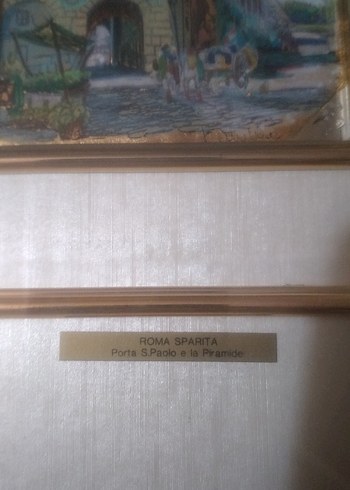 ROMA SPARITA
Porta S.Paolo e la Piramide